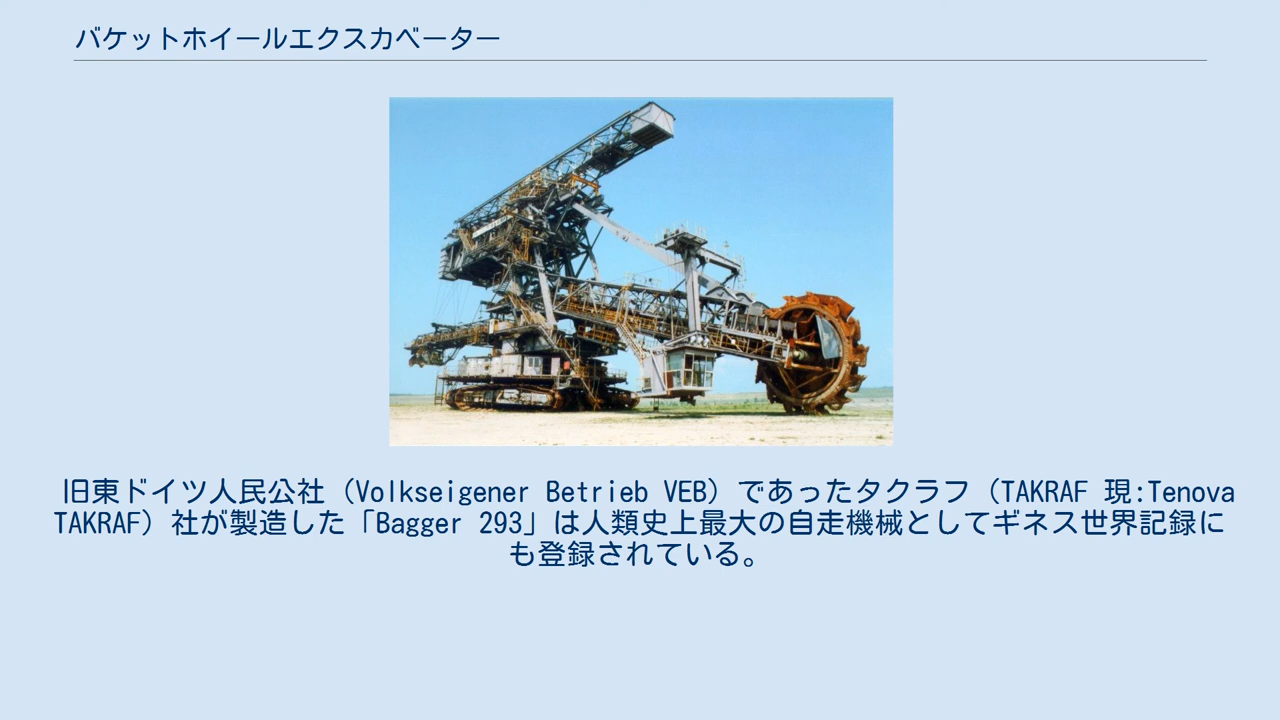 バケットホイールエクスカベーター
旧東ドイツ人民公社（Volkseigener Betrieb VEB）であったタクラフ（TAKRAF 現:Tenova
TAKRAF）社が製造した「Bagger 293」は人類史上最大の自走機械としてギネス世界記録に
も登録されている。